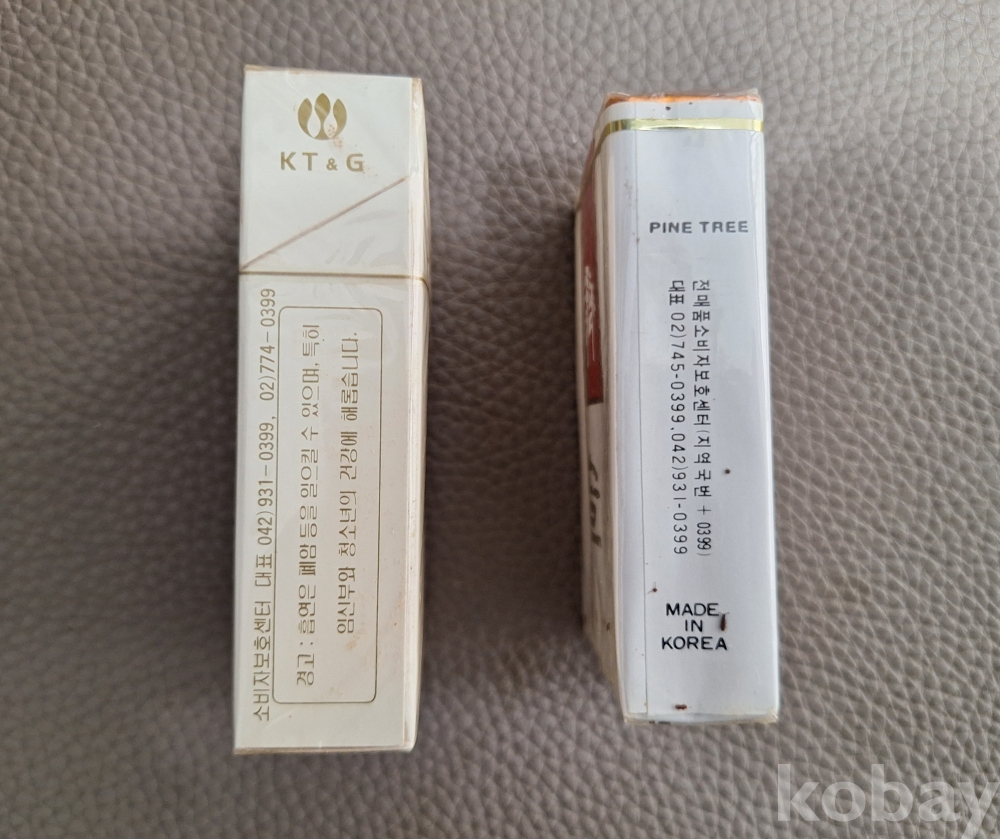 KT & G
소비자보호센터 대표 042)931-0399, 02)774-0399
경고 : 흡연은 폐암 등을 일으킬 수 있으며, 특히
임신부와 청소년의 건강에 해롭습니다.
PINE TREE
전매품소비자보호센터(지역국번 + 0399)
대표 02)745-0399,042)931-0399
MADE
IN
KOREA
kobay